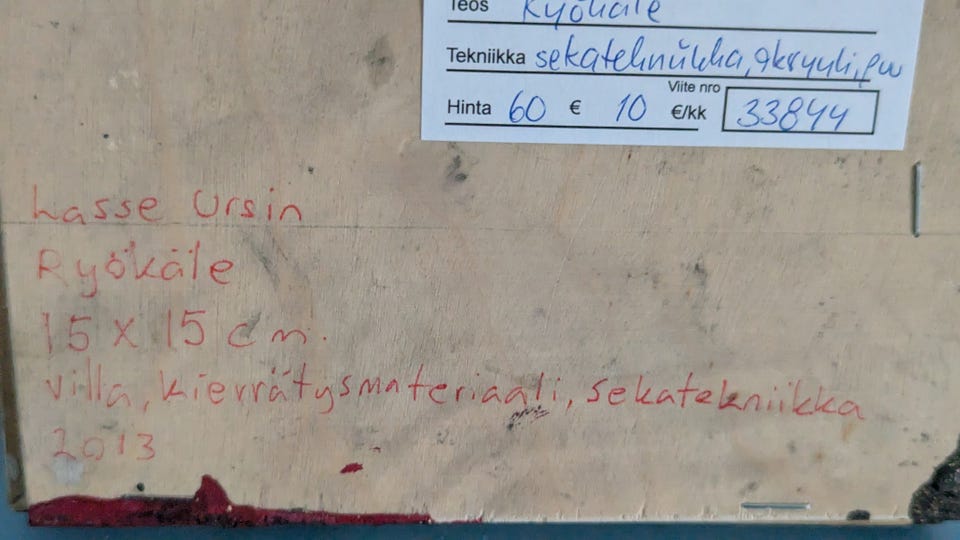 Teos Ryökäle
Tekniikka sekatekniikka, akryyli, puu
Viite nro
Hinta 60 € 10 €/kk 33844
Lasse Ursin
Ryökäle
15 x 15 cm.
villa, kierrätysmateriaali, sekatekniikka
2013